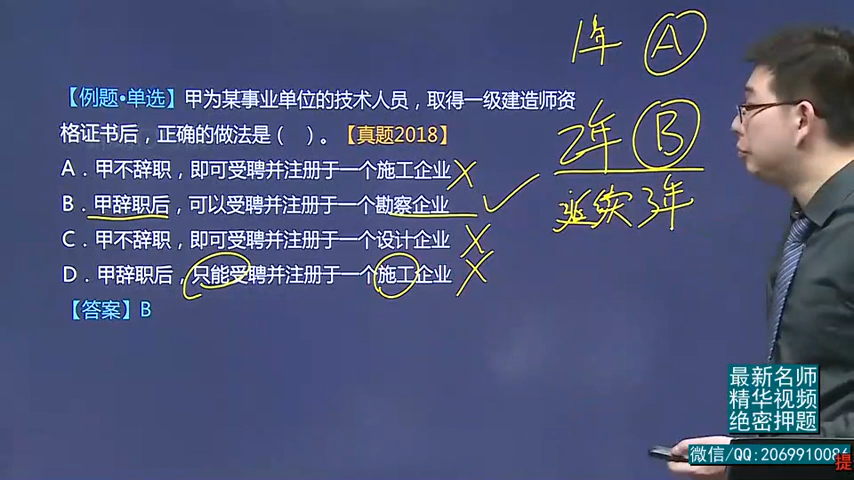 1年 A
【例题·单选】甲为某事业单位的技术人员，取得一级建造师资
格证书后，正确的做法是（ ）。【真题2018】
2年 B
A．甲不辞职，即可受聘并注册于一个施工企业
延续3年
B．甲辞职后，可以受聘并注册于一个勘察企业
C．甲不辞职，即可受聘并注册于一个设计企业
D．甲辞职后，只能受聘并注册于一个施工企业
【答案】B
最新名师
精华视频
绝密押题
微信/QQ:2069910086
提